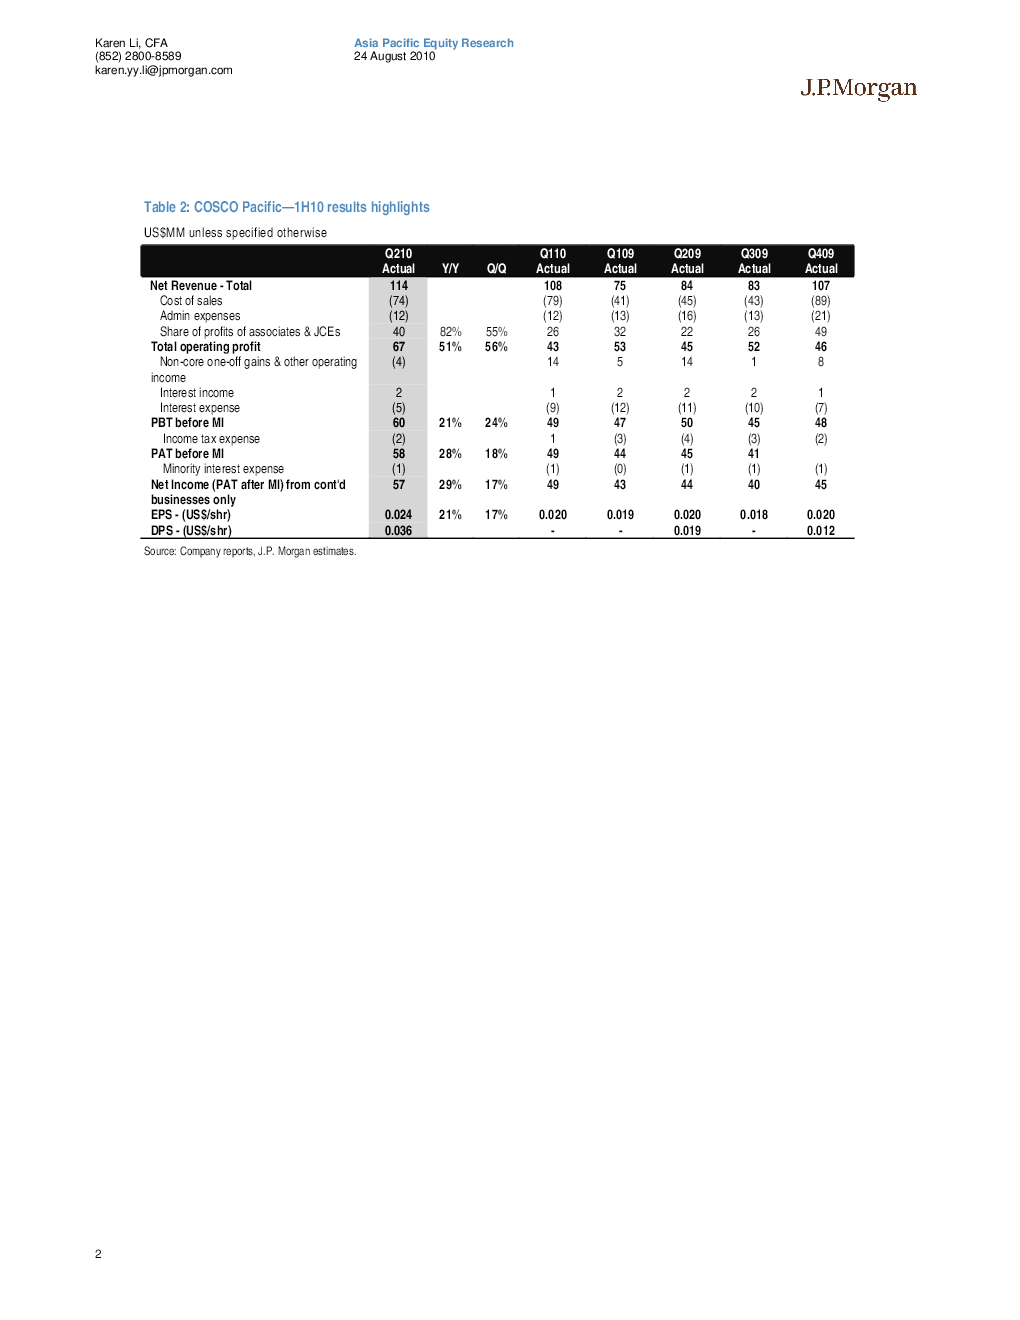 Karen Li, CFA
(852) 2800-8589
karen.yy.li@jpmorgan.com
Asia Pacific Equity Research
24 August 2010
J.P.Morgan
Table 2: COSCO Pacific—1H10 results highlights
US$MM unless specified otherwise
Q210 Q110 Q109 Q209 Q309 Q409
Actual Y/Y Q/Q Actual Actual Actual Actual Actual
Net Revenue - Total 114 108 75 84 83 107
Cost of sales (74) (79) (41) (45) (43) (89)
Admin expenses (12) (12) (13) (16) (13) (21)
Share of profits of associates & JCEs 40 82% 55% 26 32 22 26 49
Total operating profit 67 51% 56% 43 53 45 52 46
Non-core one-off gains & other operating (4) 14 5 14 1 8
income
Interest income 2 1 2 2 2 1
Interest expense (5) (9) (12) (11) (10) (7)
PBT before MI 60 21% 24% 49 47 50 45 48
Income tax expense (2) 1 (3) (4) (3) (2)
PAT before MI 58 28% 18% 49 44 45 41
Minority interest expense (1) (1) (0) (1) (1) (1)
Net Income (PAT after MI) from cont'd 57 29% 17% 49 43 44 40 45
businesses only
EPS - (US$/shr) 0.024 21% 17% 0.020 0.019 0.020 0.018 0.020
DPS - (US$/shr) 0.036 - - 0.019 - 0.012
Source: Company reports, J.P. Morgan estimates.
2